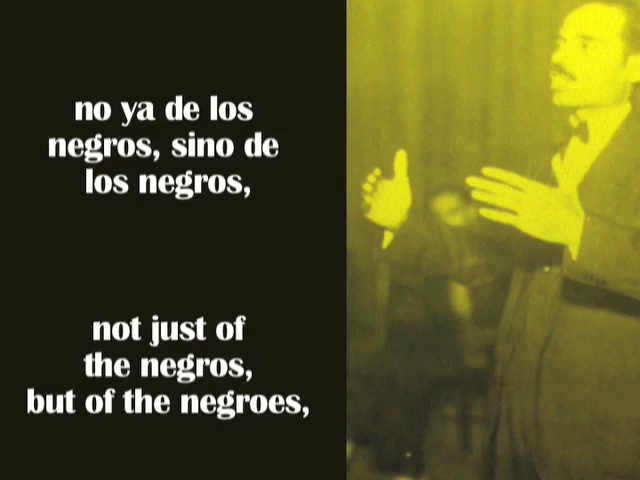 no ya de los
negros, sino de
los negros,
not just of
the negros,
but of the negroes,